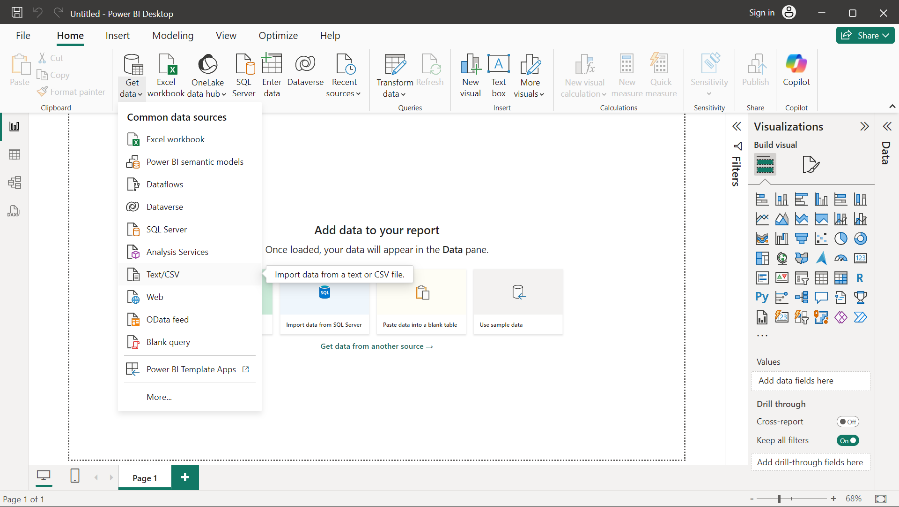 Untitled - Power BI Desktop
Sign in
File Home Insert Modeling View Optimize Help
Share
Paste
Cut
Copy
Format painter
Clipboard
Get data
Excel workbook
OneLake data hub
SQL Server
Enter data
Dataverse
Recent sources
Transform data
Refresh
Queries
New visual
Text box
More visuals
Insert
New visual calculation
New measure
Quick measure
Calculations
Sensitivity
Sensitivity
Publish
Share
Copilot
Copilot
Common data sources
Excel workbook
Power BI semantic models
Dataflows
Dataverse
SQL Server
Analysis Services
Text/CSV
Web
OData feed
Blank query
Power BI Template Apps
More...
Import data from a text or CSV file.
Add data to your report
Once loaded, your data will appear in the Data pane.
SQL
Import data from SQL Server
Paste data into a blank table
Use sample data
Get data from another source →
Filters
Visualizations
Build visual
123
R
Py
...
Values
Add data fields here
Drill through
Cross-report
Off
Keep all filters
On
Add drill-through fields here
Data
DAX
Page 1
+
Page 1 of 1
- + 68%